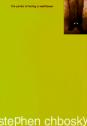 the perks of being a wallflower
stephen chbosky